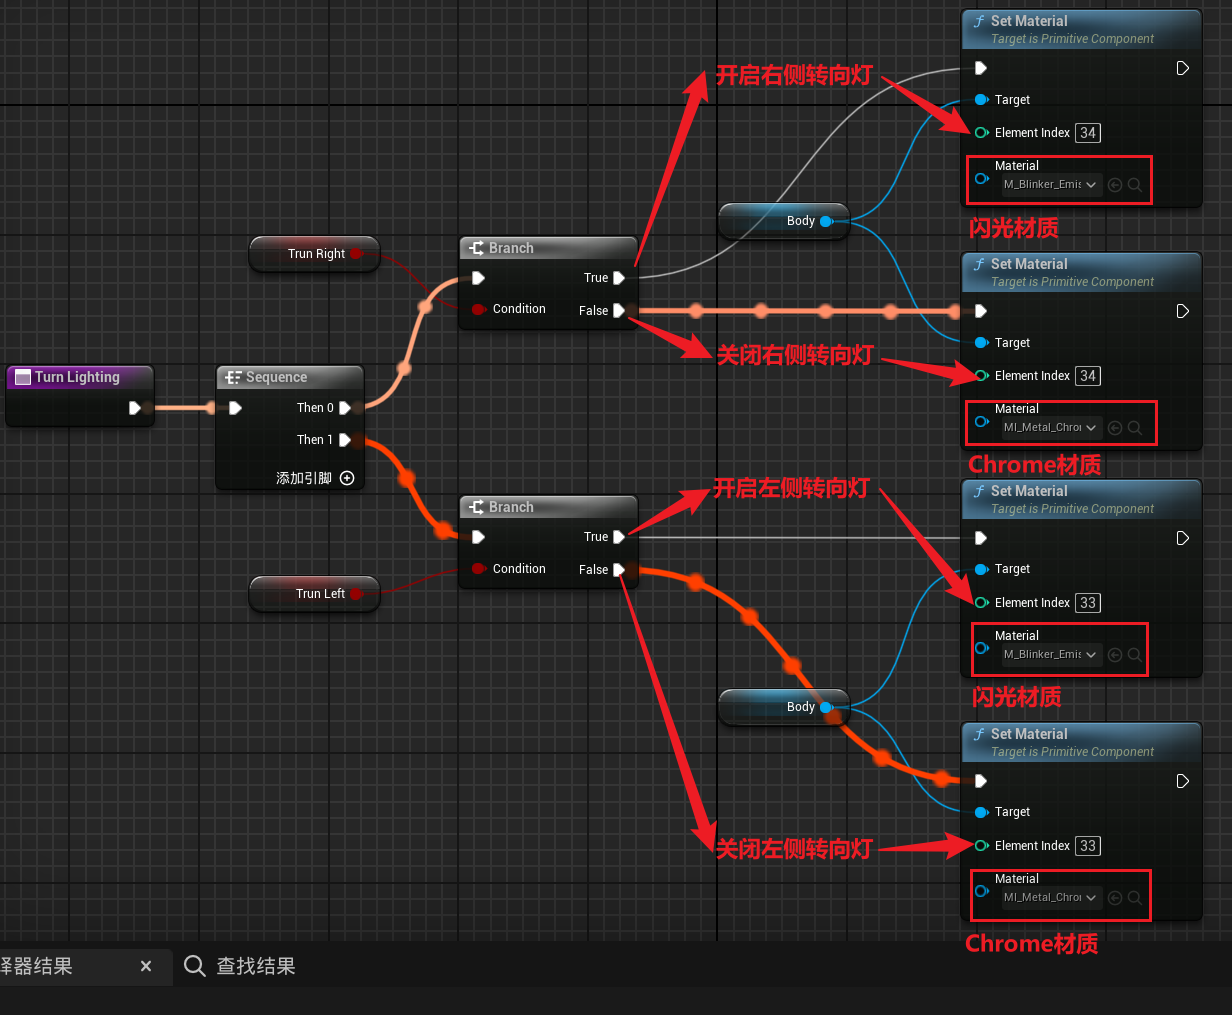 Set Material
Target is Primitive Component
开启右侧转向灯
Target
Element Index 34
Material
M_Blinker_Emis
闪光材质
Body
Trun Right
Branch
True
Condition
False
Set Material
Target is Primitive Component
关闭右侧转向灯
Target
Element Index 34
Material
MI_Metal_Chro
Chrome材质
Turn Lighting
Sequence
Then 0
Then 1
添加引脚
开启左侧转向灯
Set Material
Target is Primitive Component
Branch
True
Condition
False
Trun Left
Target
Element Index 33
Material
M_Blinker_Emis
闪光材质
Body
Set Material
Target is Primitive Component
关闭左侧转向灯
Target
Element Index 33
Material
MI_Metal_Chro
Chrome材质
译器结果
查找结果